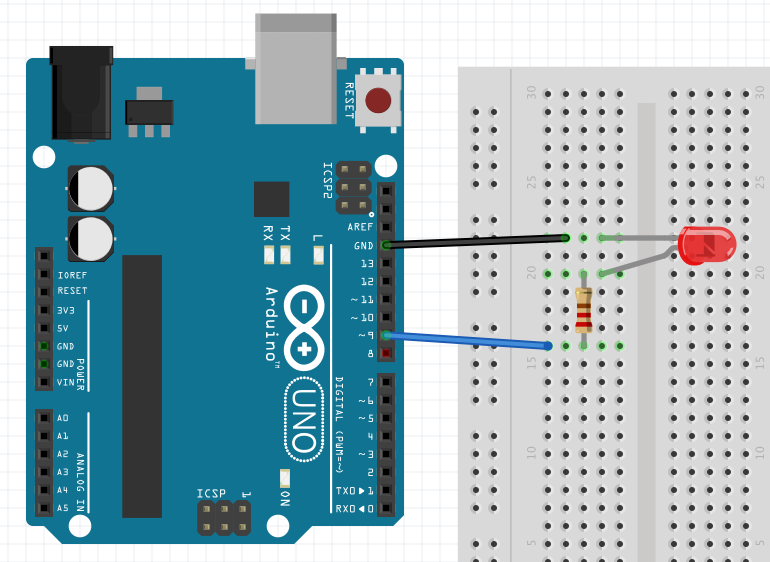 RESET
ICSP2
AREF
GND
13
12
~11
~10
~9
8
IOREF
RESET
3V3
5V
GND
GND
VIN
POWER
RX
TX
L
Arduino™
UNO
7
~6
~5
4
~3
2
TX0▶1
RX0◀0
DIGITAL (PWM=~)
A0
A1
A2
A3
A4
A5
ANALOG IN
ICSP
1
ON
30
25
20
15
10
5
30
25
20
15
10
5